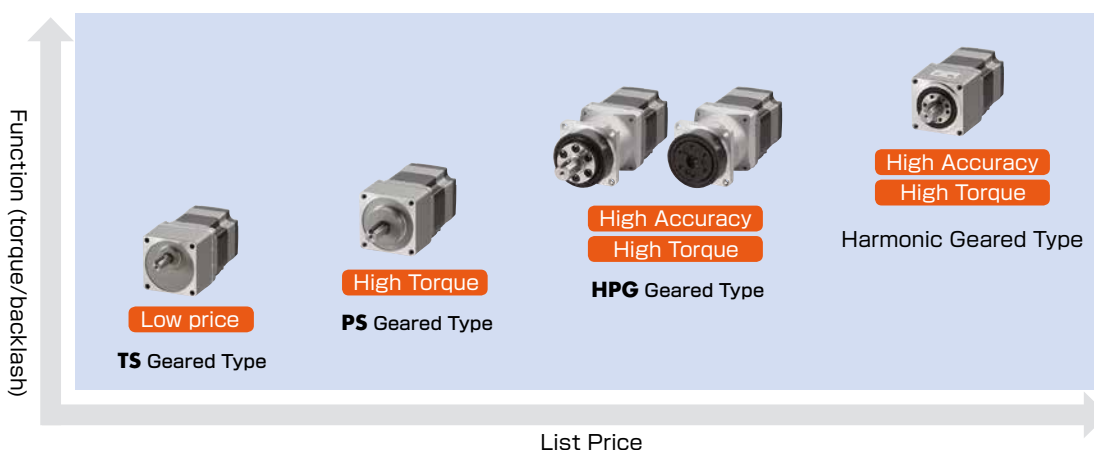 Function (torque/backlash)
Low price
TS Geared Type
High Torque
PS Geared Type
High Accuracy
High Torque
HPG Geared Type
High Accuracy
High Torque
Harmonic Geared Type
List Price